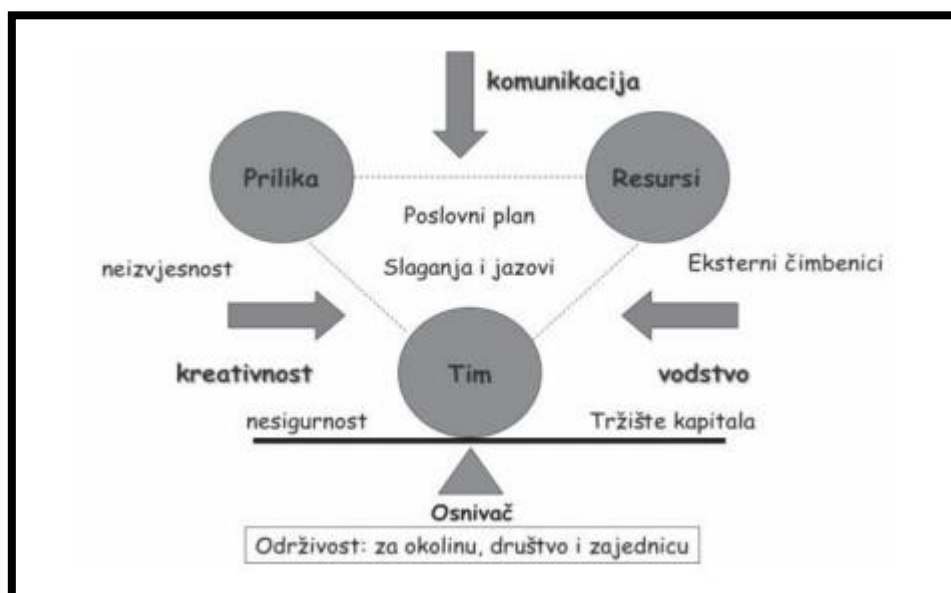 komunikacija
Prilika
Resursi
Poslovni plan
neizvjesnost
Slaganja i jazovi
Eksterni čimbenici
kreativnost
Tim
vodstvo
nesigurnost
Tržište kapitala
Osnivač
Održivost: za okolinu, društvo i zajednicu